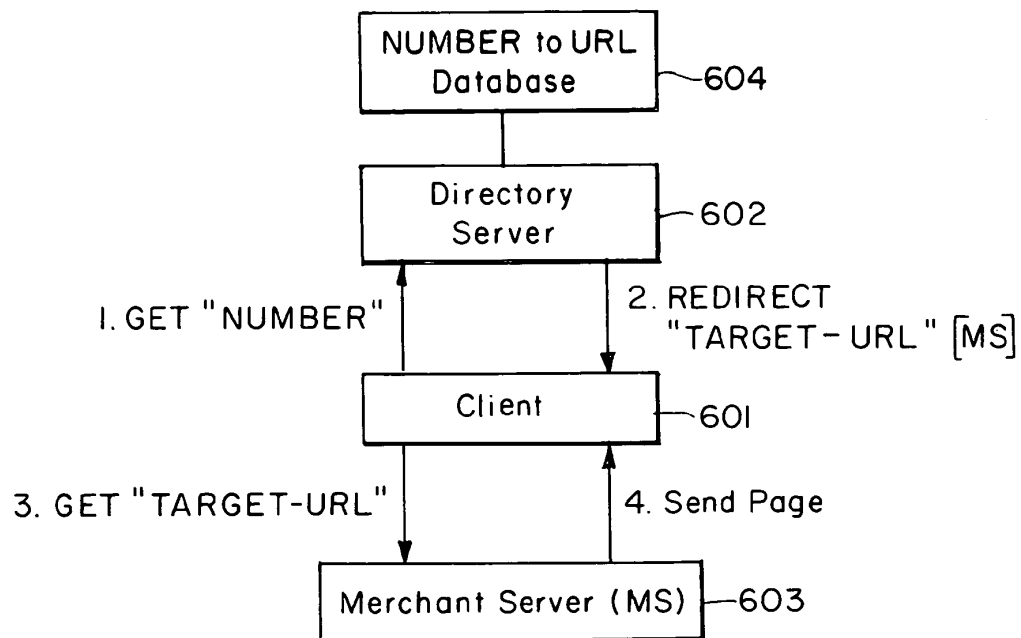 NUMBER to URL
Database
604
Directory
Server
602
1. GET "NUMBER"
2. REDIRECT
"TARGET-URL" [MS]
Client
601
3. GET "TARGET-URL"
4. Send Page
Merchant Server (MS)
603